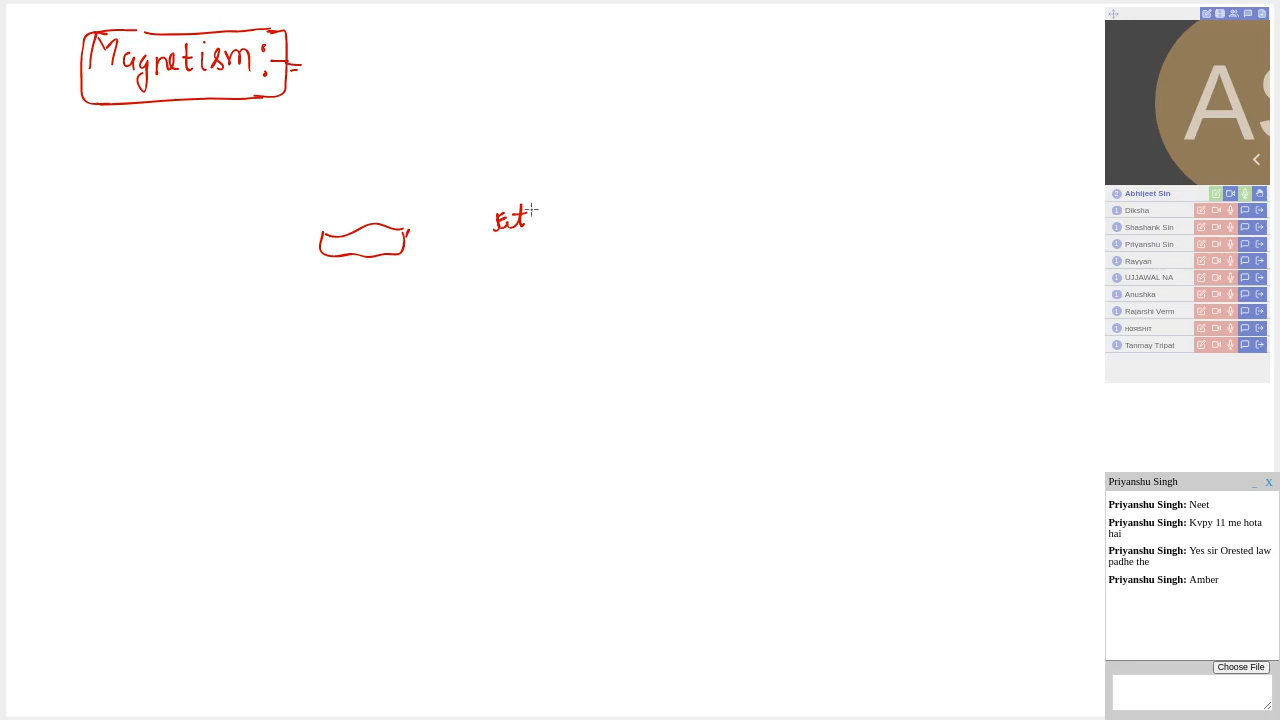 Magnetism :-
AS
Abhijeet Sin
Diksha
Shashank Sin
Priyanshu Sin
Rayyan
UJJAWAL NA
Anushka
Rajarshi Verm
Tanmay Tripat
Priyanshu Singh _ X
Priyanshu Singh: Neet
Priyanshu Singh: Kvpy 11 me hota
hai
Priyanshu Singh: Yes sir Orested law
padhe the
Priyanshu Singh: Amber
Choose File